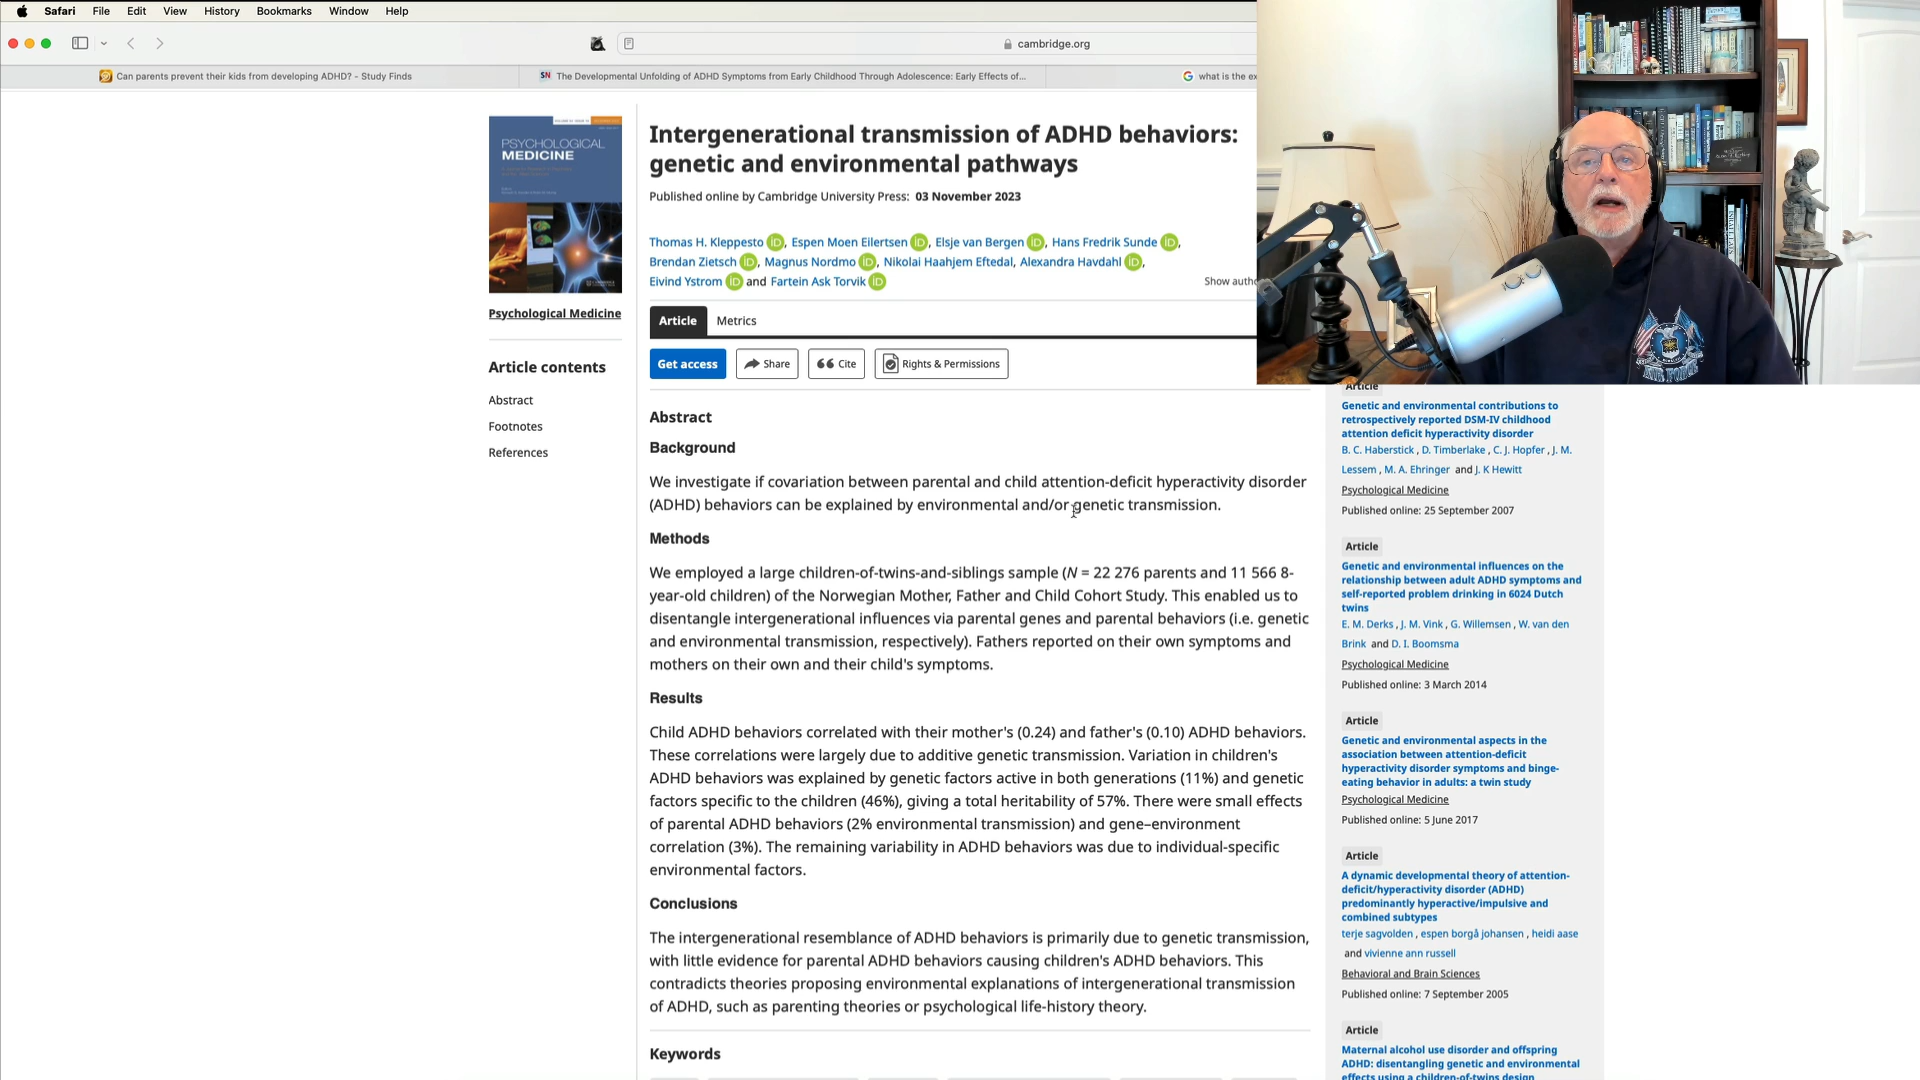 Safari File Edit View History Bookmarks Window Help
cambridge.org
Can parents prevent their kids from developing ADHD? - Study Finds
SN The Developmental Unfolding of ADHD Symptoms from Early Childhood Through Adolescence: Early Effects of...
what is the ex
PSYCHOLOGICAL
MEDICINE
Psychological Medicine
Article contents
Abstract
Footnotes
References
Intergenerational transmission of ADHD behaviors:
genetic and environmental pathways
Published online by Cambridge University Press: 03 November 2023
Thomas H. Kleppesto iD, Espen Moen Eilertsen iD, Elsje van Bergen iD, Hans Fredrik Sunde iD,
Brendan Zietsch iD, Magnus Nordmo iD, Nikolai Haahjem Eftedal, Alexandra Havdahl iD,
Eivind Ystrom iD and Fartein Ask Torvik iD
Show autho
Article Metrics
Get access Share Cite Rights & Permissions
Abstract
Background
We investigate if covariation between parental and child attention-deficit hyperactivity disorder
(ADHD) behaviors can be explained by environmental and/or genetic transmission.
Methods
We employed a large children-of-twins-and-siblings sample (N = 22 276 parents and 11 566 8-
year-old children) of the Norwegian Mother, Father and Child Cohort Study. This enabled us to
disentangle intergenerational influences via parental genes and parental behaviors (i.e. genetic
and environmental transmission, respectively). Fathers reported on their own symptoms and
mothers on their own and their child's symptoms.
Results
Child ADHD behaviors correlated with their mother's (0.24) and father's (0.10) ADHD behaviors.
These correlations were largely due to additive genetic transmission. Variation in children's
ADHD behaviors was explained by genetic factors active in both generations (11%) and genetic
factors specific to the children (46%), giving a total heritability of 57%. There were small effects
of parental ADHD behaviors (2% environmental transmission) and gene–environment
correlation (3%). The remaining variability in ADHD behaviors was due to individual-specific
environmental factors.
Conclusions
The intergenerational resemblance of ADHD behaviors is primarily due to genetic transmission,
with little evidence for parental ADHD behaviors causing children's ADHD behaviors. This
contradicts theories proposing environmental explanations of intergenerational transmission
of ADHD, such as parenting theories or psychological life-history theory.
Keywords
AIR FORCE
Article
Genetic and environmental contributions to
retrospectively reported DSM-IV childhood
attention deficit hyperactivity disorder
B. C. Haberstick , D. Timberlake , C. J. Hopfer , J. M.
Lessem , M. A. Ehringer and J. K Hewitt
Psychological Medicine
Published online: 25 September 2007
Article
Genetic and environmental influences on the
relationship between adult ADHD symptoms and
self-reported problem drinking in 6024 Dutch
twins
E. M. Derks , J. M. Vink , G. Willemsen , W. van den
Brink and D. I. Boomsma
Psychological Medicine
Published online: 3 March 2014
Article
Genetic and environmental aspects in the
association between attention-deficit
hyperactivity disorder symptoms and binge-
eating behavior in adults: a twin study
Psychological Medicine
Published online: 5 June 2017
Article
A dynamic developmental theory of attention-
deficit/hyperactivity disorder (ADHD)
predominantly hyperactive/impulsive and
combined subtypes
terje sagvolden , espen borgå johansen , heidi aase
and vivienne ann russell
Behavioral and Brain Sciences
Published online: 7 September 2005
Article
Maternal alcohol use disorder and offspring
ADHD: disentangling genetic and environmental
effects using a children-of-twins design